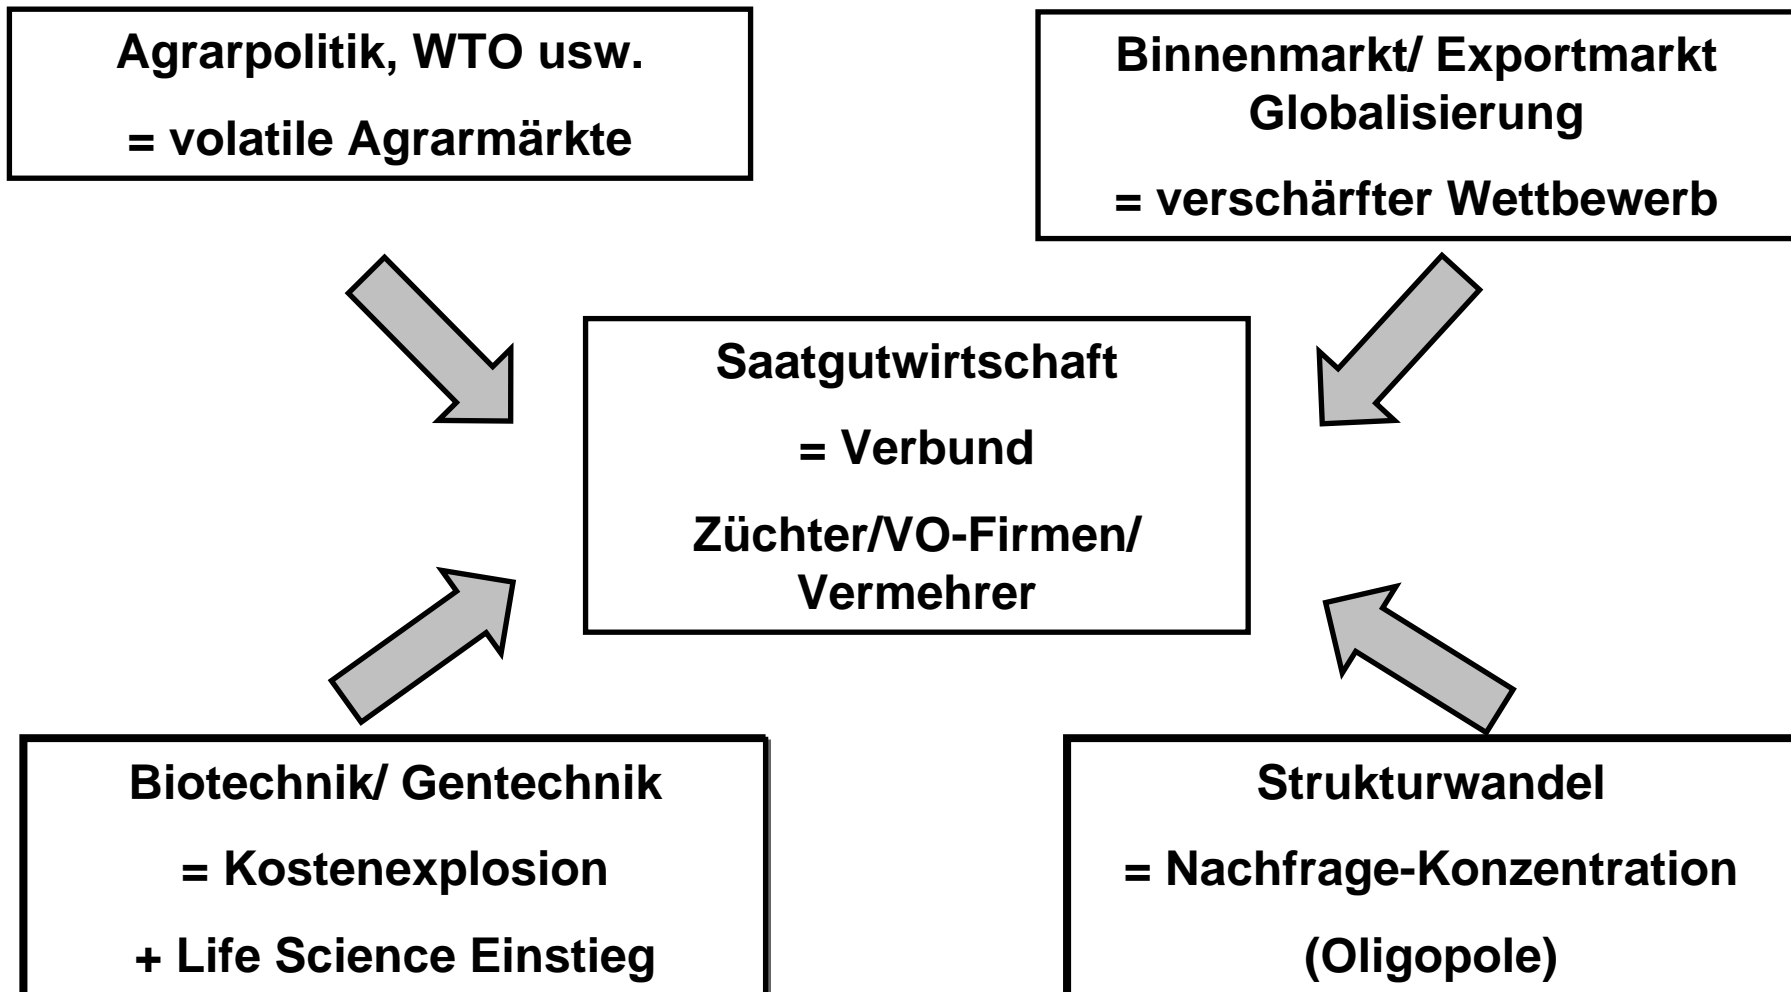 Agrarpolitik, WTO usw.
= volatile Agrarmärkte
Binnenmarkt/ Exportmarkt
Globalisierung
= verschärfter Wettbewerb
Saatgutwirtschaft
= Verbund
Züchter/VO-Firmen/
Vermehrer
Biotechnik/ Gentechnik
= Kostenexplosion
+ Life Science Einstieg
Strukturwandel
= Nachfrage-Konzentration
(Oligopole)